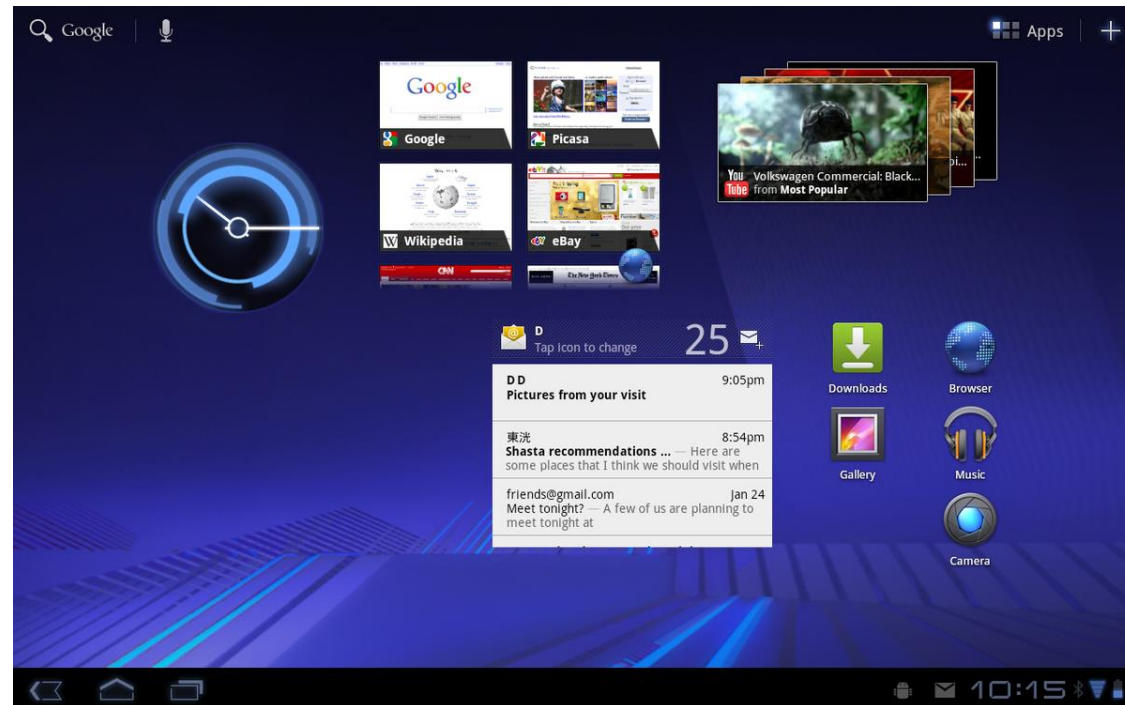 Google
Apps
Google
Picasa
Wikipedia
eBay
CNN
The New York Times
You Tube
Volkswagen Commercial: Black...
from Most Popular
D
Tap icon to change
25
D D
9:05pm
Pictures from your visit
東洸
8:54pm
Shasta recommendations ... — Here are
some places that I think we should visit when
friends@gmail.com
Jan 24
Meet tonight? — A few of us are planning to
meet tonight at
Downloads
Browser
Gallery
Music
Camera
10:15